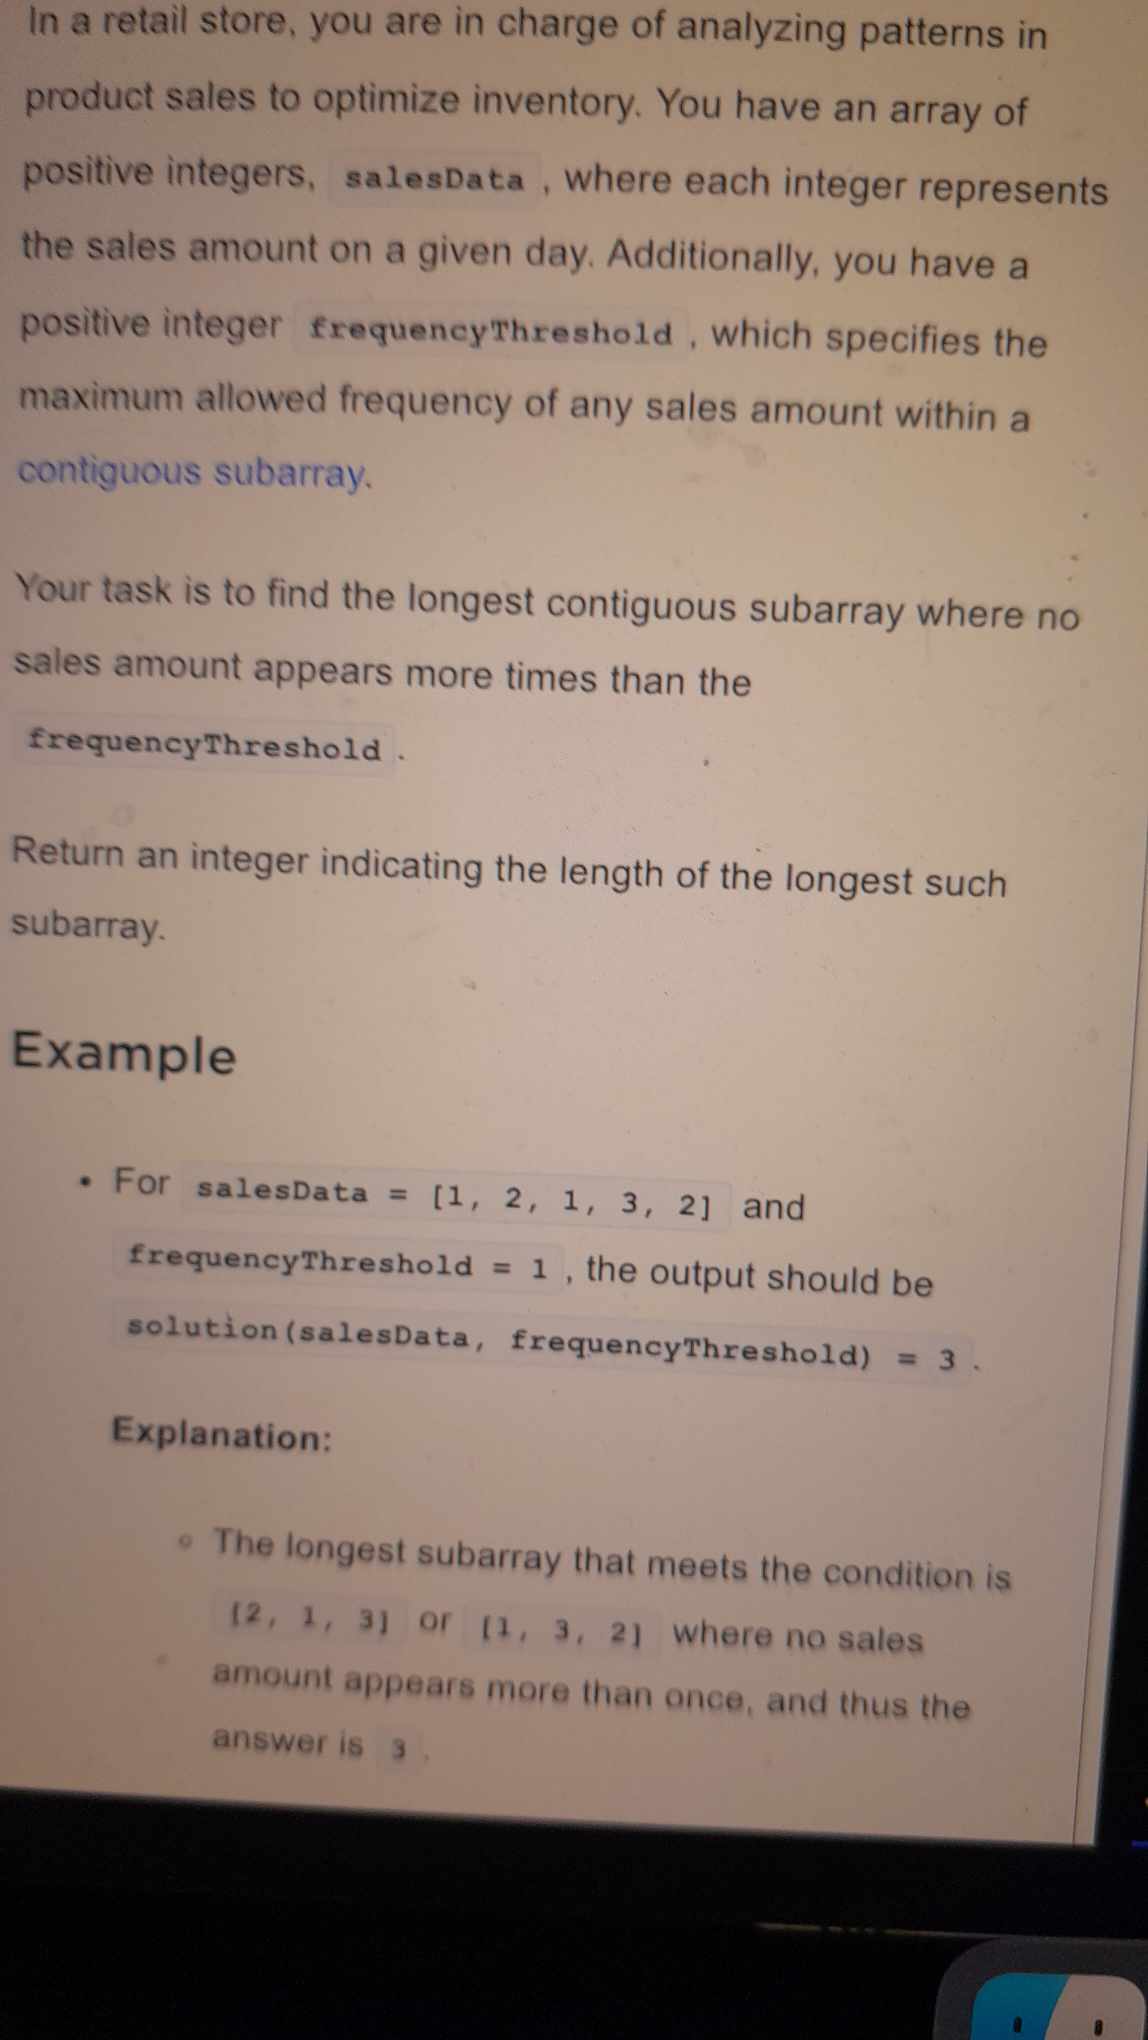 In a retail store, you are in charge of analyzing patterns in
product sales to optimize inventory. You have an array of
positive integers, salesData , where each integer represents
the sales amount on a given day. Additionally, you have a
positive integer frequencyThreshold , which specifies the
maximum allowed frequency of any sales amount within a
contiguous subarray.
Your task is to find the longest contiguous subarray where no
sales amount appears more times than the
frequencyThreshold .
Return an integer indicating the length of the longest such
subarray.
Example
• For salesData = [1, 2, 1, 3, 2] and
frequencyThreshold = 1 , the output should be
solution(salesData, frequencyThreshold) = 3 .
Explanation:
◦ The longest subarray that meets the condition is
[2, 1, 3] or [1, 3, 2] where no sales
amount appears more than once, and thus the
answer is 3 .